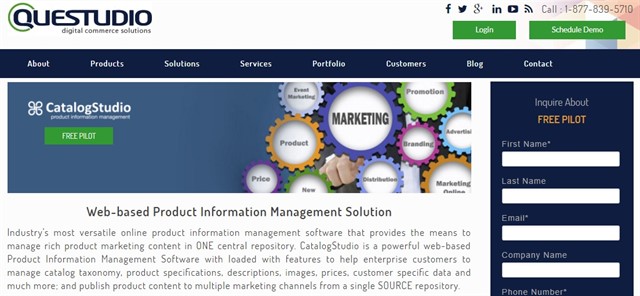 QUESTUDIO
digital commerce solutions
Call : 1-877-839-5710
Login
Schedule Demo
About Products Solutions Services Portfolio Customers Blog Contact
CatalogStudio
product information management
FREE PILOT
Event
Marketing
Promotion
MARKETING
Advertisi
Product
Branding
Price
New
Distribution
Marketing
Online
Inquire About
FREE PILOT
First Name*
Last Name
Email*
Company Name
Phone Number*
Web-based Product Information Management Solution
Industry's most versatile online product information management software that provides the means to
manage rich product marketing content in ONE central repository. CatalogStudio is a powerful web-based
Product Information Management Software with loaded with features to help enterprise customers to
manage catalog taxonomy, product specifications, descriptions, images, prices, customer specific data and
much more; and publish product content to multiple marketing channels from a single SOURCE repository.